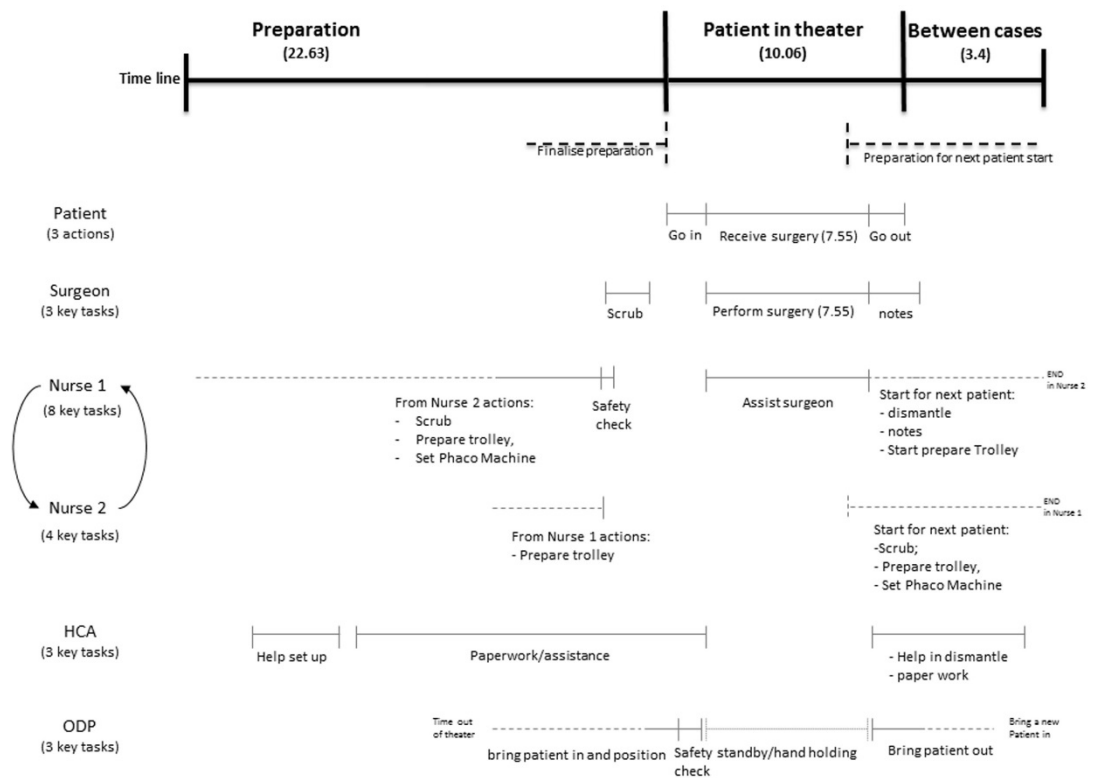 Preparation
(22.63)
Patient in theater
(10.06)
Between cases
(3.4)
Time line
Finalise preparation
Preparation for next patient start
Patient
(3 actions)
Go in
Receive surgery (7.55)
Go out
Surgeon
(3 key tasks)
Scrub
Perform surgery (7.55)
notes
Nurse 1
(8 key tasks)
From Nurse 2 actions:
- Scrub
- Prepare trolley,
- Set Phaco Machine
Safety
check
Assist surgeon
Start for next patient:
- dismantle
- notes
- Start prepare Trolley
END
in Nurse 2
Nurse 2
(4 key tasks)
From Nurse 1 actions:
- Prepare trolley
Start for next patient:
-Scrub;
- Prepare trolley,
- Set Phaco Machine
END
in Nurse 1
HCA
(3 key tasks)
Help set up
Paperwork/assistance
- Help in dismantle
- paper work
ODP
(3 key tasks)
Time out
of theater
bring patient in and position
Safety
check
standby/hand holding
Bring patient out
Bring a new
Patient in